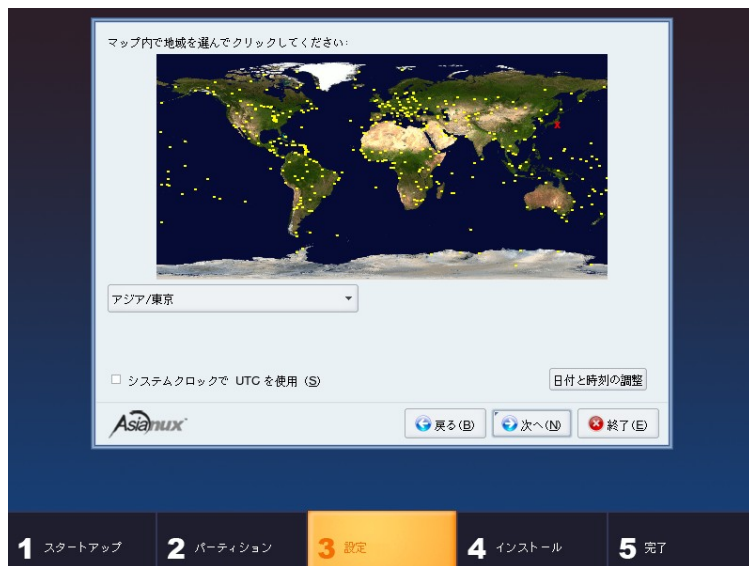 マップ内で地域を選んでクリックしてください:
アジア/東京
システムクロックで UTC を使用 (S)
日付と時刻の調整
Asianux
戻る(B)
次へ(N)
終了(E)
1 スタートアップ
2 パーティション
3 設定
4 インストール
5 完了